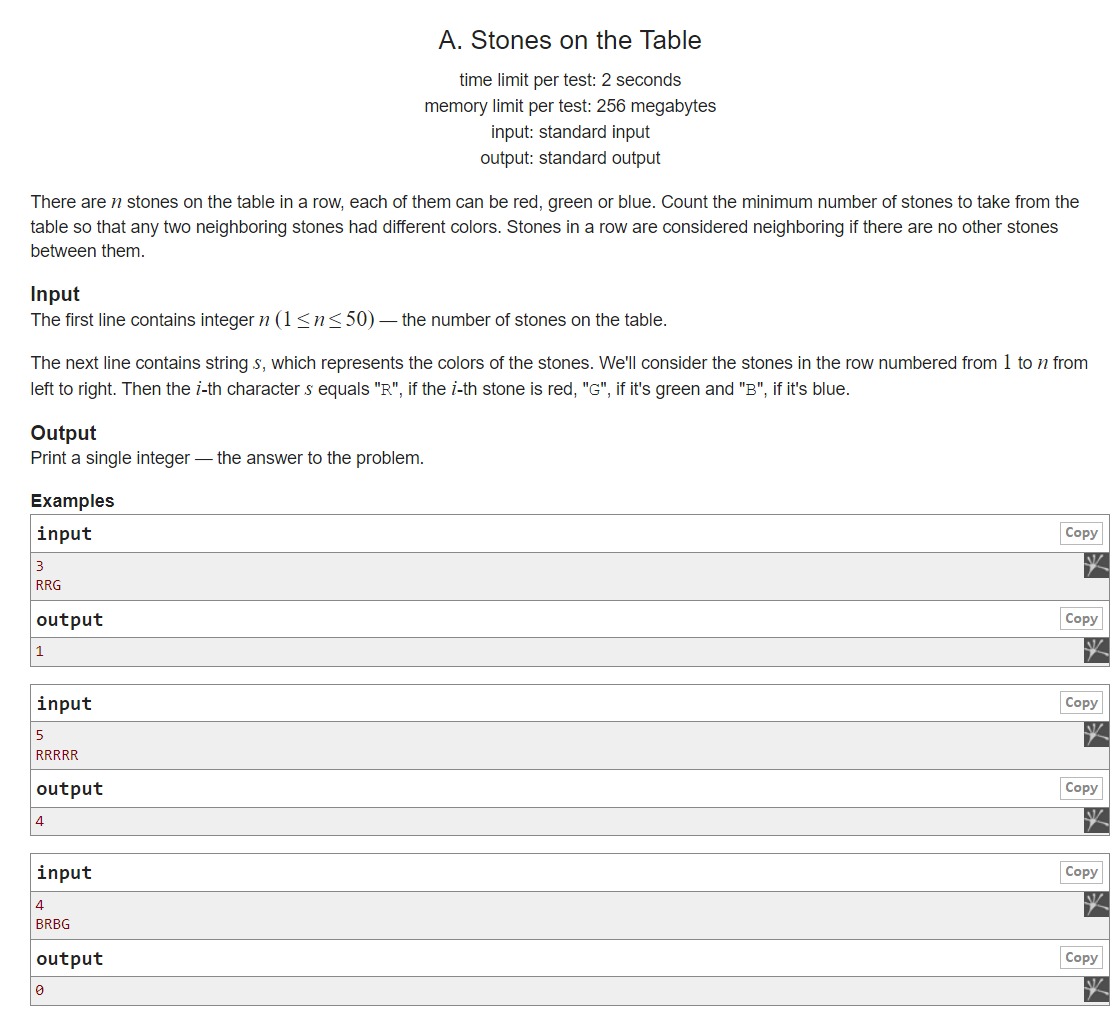 A. Stones on the Table
time limit per test: 2 seconds
memory limit per test: 256 megabytes
input: standard input
output: standard output
There are n stones on the table in a row, each of them can be red, green or blue. Count the minimum number of stones to take from the
table so that any two neighboring stones had different colors. Stones in a row are considered neighboring if there are no other stones
between them.
Input
The first line contains integer n (1 ≤ n ≤ 50) — the number of stones on the table.
The next line contains string s, which represents the colors of the stones. We'll consider the stones in the row numbered from 1 to n from
left to right. Then the i-th character s equals "R", if the i-th stone is red, "G", if it's green and "B", if it's blue.
Output
Print a single integer — the answer to the problem.
Examples
input Copy
3
RRG
output Copy
1
input Copy
5
RRRRR
output Copy
4
input Copy
4
BRBG
output Copy
0